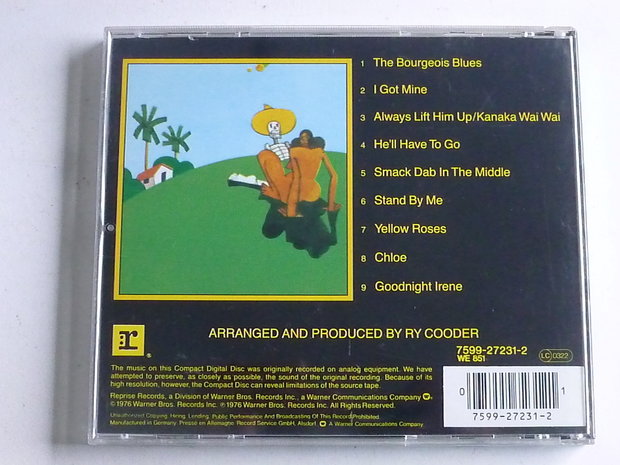 1 The Bourgeois Blues
2 I Got Mine
3 Always Lift Him Up/Kanaka Wai Wai
4 He'll Have To Go
5 Smack Dab In The Middle
6 Stand By Me
7 Yellow Roses
8 Chloe
9 Goodnight Irene
ARRANGED AND PRODUCED BY RY COODER
r ®
7599-27231-2
WE 851
LC 0322
The music on this Compact Digital Disc was originally recorded on analog equipment. We have
attempted to preserve, as closely as possible, the sound of the original recording. Because of its
high resolution, however, the Compact Disc can reveal limitations of the source tape.
Reprise Records, a Division of Warner Bros. Records Inc., a Warner Communications Company
℗ 1976 Warner Bros. Records Inc. © 1976 Warner Bros. Records Inc. All Rights Reserved.
Unauthorized Copying, Hiring, Lending, Public Performance And Broadcasting Of This Record Prohibited.
Manufactured in Germany. Presse en Allemagne. Record Service GmbH, Alsdorf. A Warner Communications Company
0 1
7599-27231-2